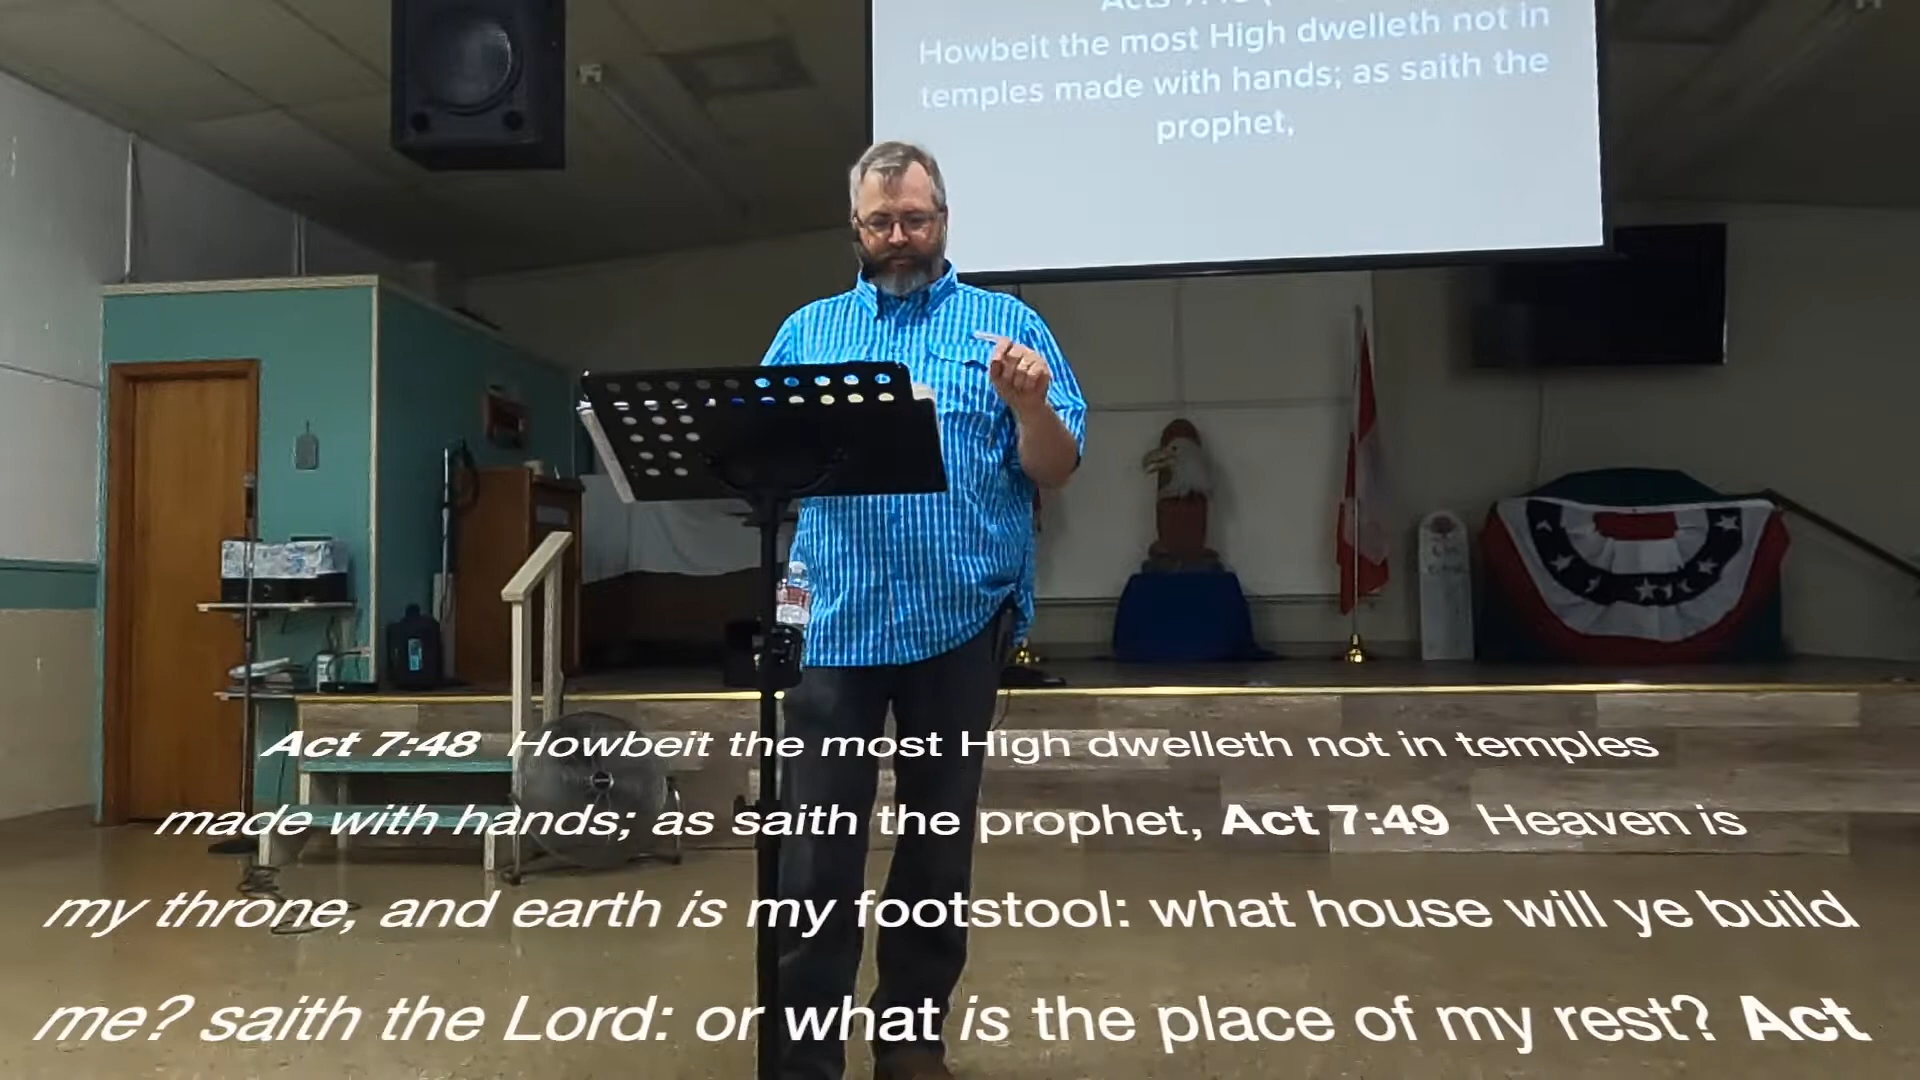 Howbeit the most High dwelleth not in
temples made with hands; as saith the
prophet,
Act 7:48 Howbeit the most High dwelleth not in temples
made with hands; as saith the prophet, Act 7:49 Heaven is
my throne, and earth is my footstool: what house will ye build
me? saith the Lord: or what is the place of my rest? Act